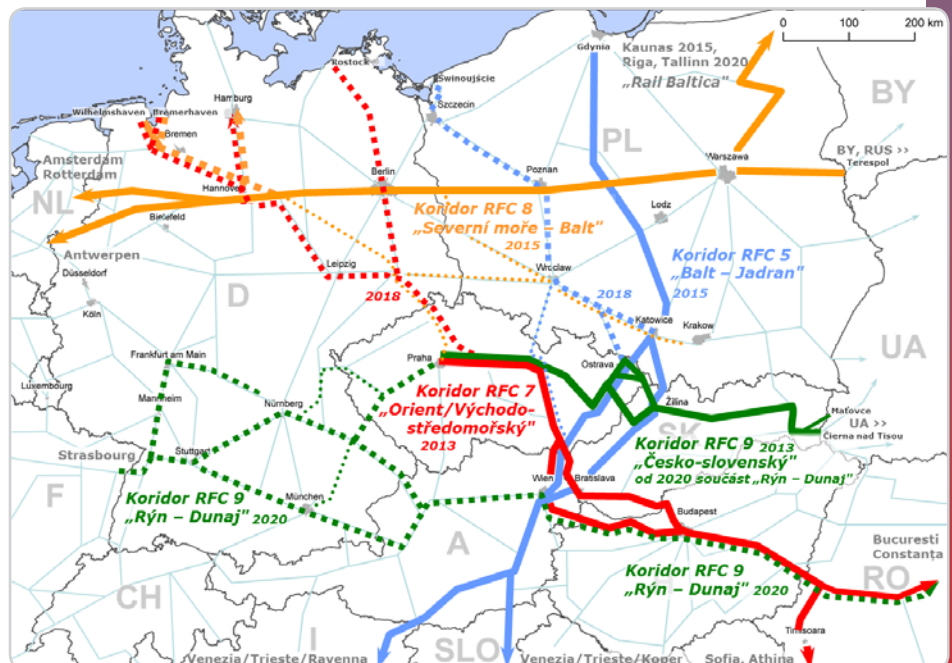 0 100 200 km
Gdynia
Kaunas 2015,
Riga, Tallinn 2020
„Rail Baltica"
BY
Rostock
Swinoujście
Szczecin
Hamburg
Wilhelmshaven
Bremerhaven
Bremen
PL
Amsterdam
Rotterdam
Hannover
Berlin
Poznan
Warszawa
BY, RUS >>
Terespol
NL
Bielefeld
Koridor RFC 8
„Severní moře – Balt"
2015
Lodz
Antwerpen
Düsseldorf
Köln
D
Leipzig
2018
Wroclaw
2018
Koridor RFC 5
„Balt – Jadran"
2015
Katowice
Krakow
UA
Frankfurt am Main
Praha
Ostrava
Luxembourg
Mannheim
Nürnberg
Koridor RFC 7
„Orient/Východo-
středomořský"
2013
Žilina
Maťovce
UA >>
Čierna nad Tisou
SK
Strasbourg
Stuttgart
Koridor RFC 9 2013
„Česko-slovenský"
od 2020 součást „Rýn – Dunaj"
F
Koridor RFC 9
„Rýn – Dunaj" 2020
München
Wien
Bratislava
Budapest
A
Bucuresti
Constanța
CH
Koridor RFC 9
„Rýn – Dunaj" 2020
RO
I
SLO
Timisoara
Venezia/Trieste/Ravenna
Venezia/Trieste/Koper
Sofia, Athina